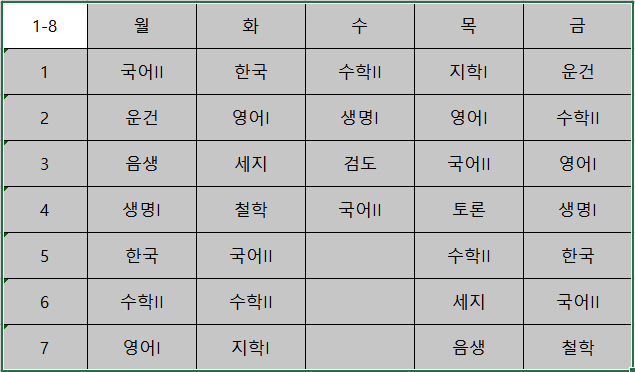 1-8 월 화 수 목 금
1 국어II 한국 수학II 지학I 운건
2 운건 영어I 생명I 영어I 수학II
3 음생 세지 검도 국어II 영어I
4 생명I 철학 국어II 토론 생명I
5 한국 국어II 수학II 한국
6 수학II 수학II 세지 국어II
7 영어I 지학I 음생 철학